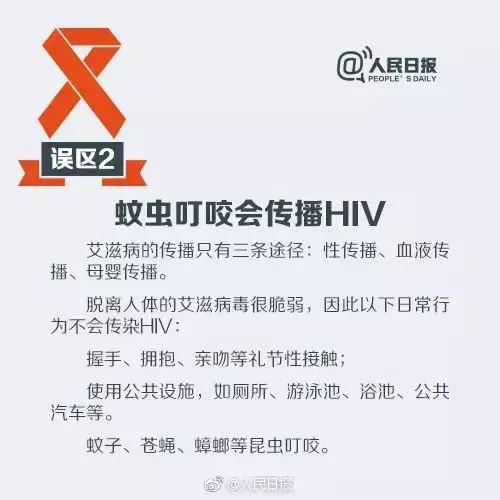 @人民日报
PEOPLE'S DAILY
误区2
蚊虫叮咬会传播HIV
艾滋病的传播只有三条途径：性传播、血液传
播、母婴传播。
脱离人体的艾滋病毒很脆弱，因此以下日常行
为不会传染HIV：
握手、拥抱、亲吻等礼节性接触；
使用公共设施，如厕所、游泳池、浴池、公共
汽车等。
蚊子、苍蝇、蟑螂等昆虫叮咬。
@人民日报